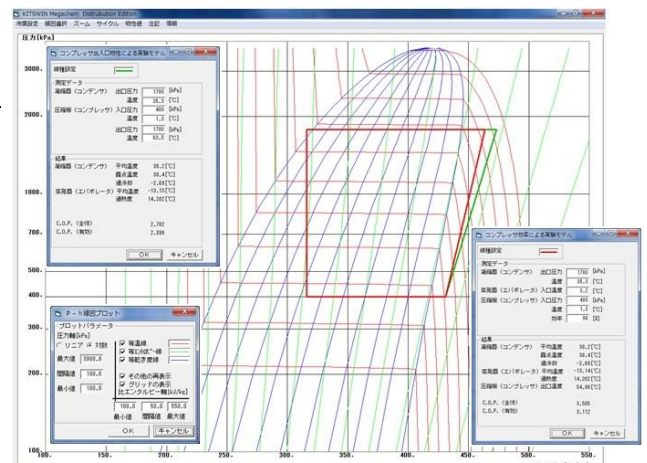 KITSWIN Megachem Distrubution Edition
冷媒設定 線図選択 ズーム サイクル 物性値 注記 情報
圧力[kPa]
3000.
2000.
1000.
700.
500.
400.
300.
200.
100.
100. 150. 200. 250. 300. 350. 400. 450. 500. 550.
コンプレッサ出入口物性による実験モデル
線種設定
測定データ
凝縮器（コンデンサ） 出口圧力 1780 [kPa]
温度 35.3 [℃]
圧縮機（コンプレッサ）入口圧力 400 [kPa]
温度 1.3 [℃]
出口圧力 1780 [kPa]
温度 63.5 [℃]
結果
凝縮器（コンデンサ） 平均温度 38.2[℃]
露点温度 38.4[℃]
過冷却 -2.69[℃]
蒸発器（エバポレータ）平均温度 -13.13[℃]
過熱度 14.202[℃]
C.O.P.（全体） 2.702
C.O.P.（有効） 2.399
OK キャンセル
コンプレッサ効率による実験モデル
線種設定
測定データ
凝縮器（コンデンサ） 出口圧力 1780 [kPa]
温度 35.3 [℃]
蒸発器（エバポレータ）入口温度 5.2 [℃]
圧縮機（コンプレッサ）入口圧力 400 [kPa]
温度 1.3 [℃]
効率 90 [%]
結果
凝縮器（コンデンサ） 平均温度 38.2[℃]
露点温度 38.4[℃]
過冷却 -2.69[℃]
蒸発器（エバポレータ）平均温度 -13.14[℃]
過熱度 14.202[℃]
圧縮機（コンプレッサ）出口温度
C.O.P.（全体） 3.505
C.O.P.（有効） 3.112
OK キャンセル
P－h線図プロット
プロットパラメータ
圧力軸[kPa]
リニア 対数
最大値 3800.0
間隔値 100.0
最小値 100.0
等温線
等エントロピー線
等乾き度線
その他の再表示
グリッドの表示
比エンタルピー軸[kJ/kg]
100.0 50.0 550.0
最小値 間隔値 最大値
OK キャンセル